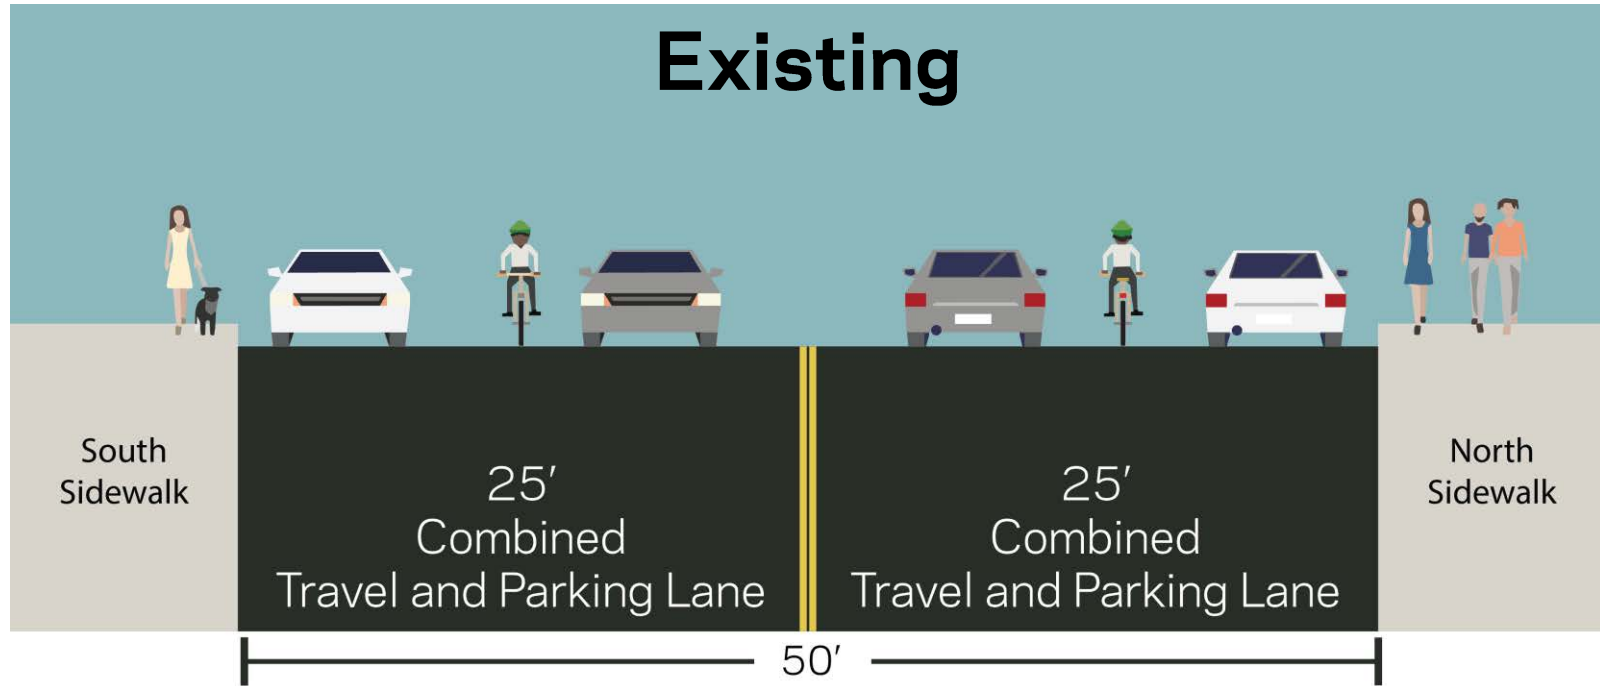 Existing
South
Sidewalk
25′
Combined
Travel and Parking Lane
25′
Combined
Travel and Parking Lane
North
Sidewalk
50′